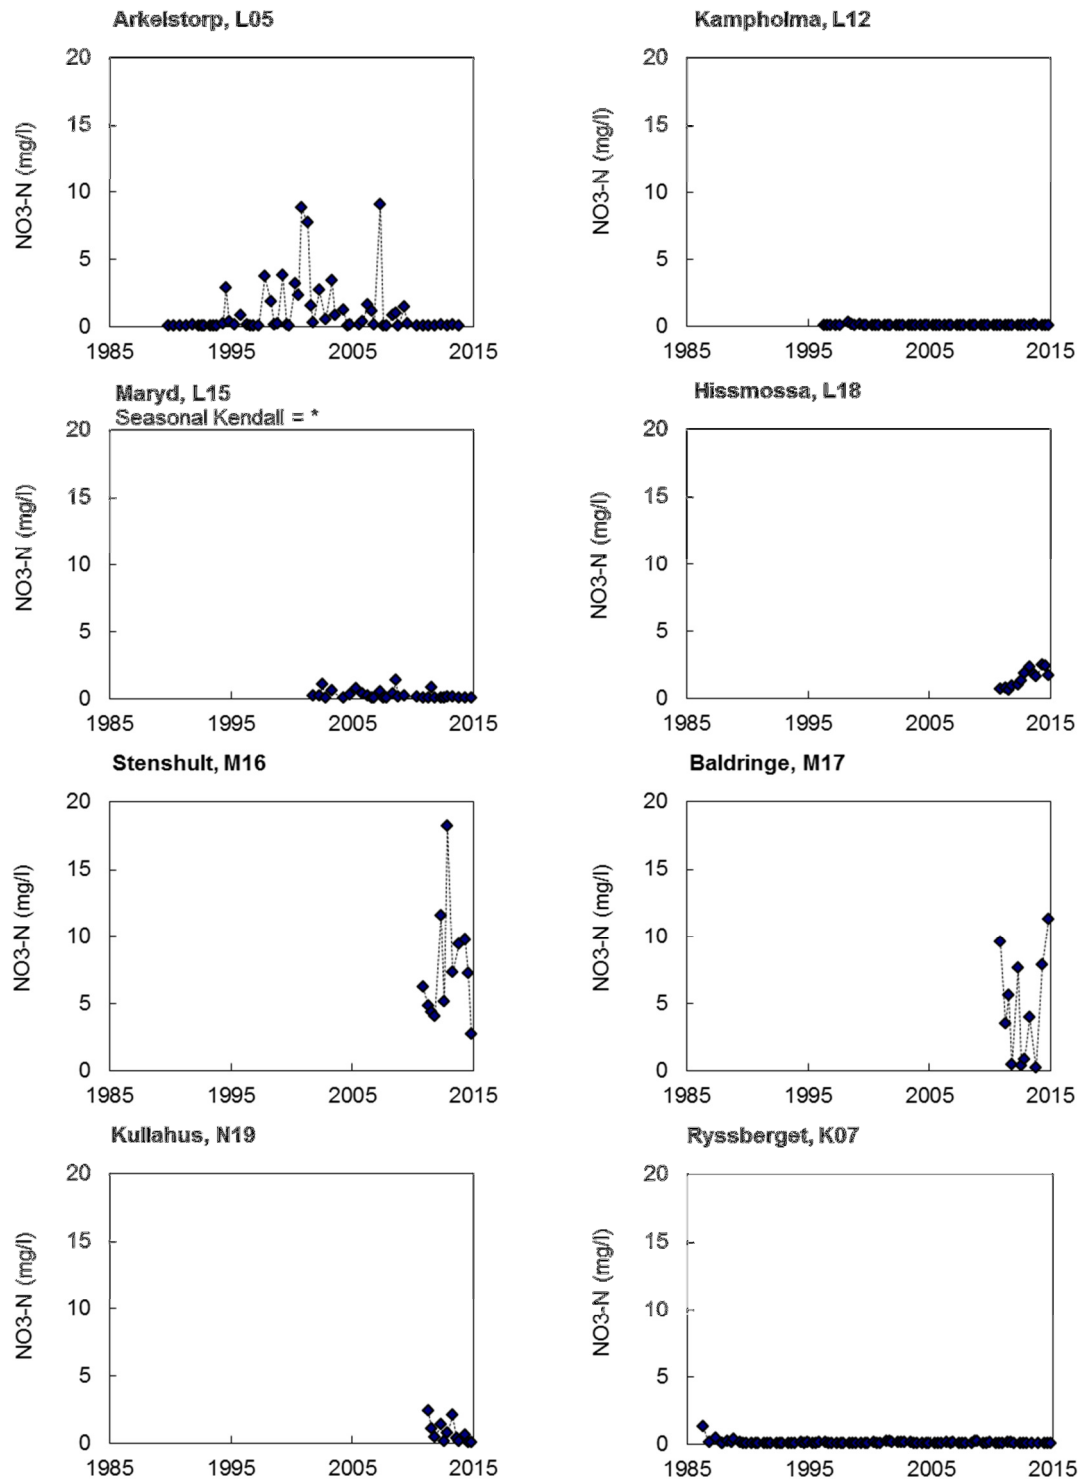 Arkelstorp, L05
NO3-N (mg/l)
20
15
10
5
0
1985 1995 2005 2015
Kampholma, L12
NO3-N (mg/l)
20
15
10
5
0
1985 1995 2005 2015
Maryd, L15
Seasonal Kendall = *
NO3-N (mg/l)
20
15
10
5
0
1985 1995 2005 2015
Hissmossa, L18
NO3-N (mg/l)
20
15
10
5
0
1985 1995 2005 2015
Stenshult, M16
NO3-N (mg/l)
20
15
10
5
0
1985 1995 2005 2015
Baldringe, M17
NO3-N (mg/l)
20
15
10
5
0
1985 1995 2005 2015
Kullahus, N19
NO3-N (mg/l)
20
15
10
5
0
1985 1995 2005 2015
Ryssberget, K07
NO3-N (mg/l)
20
15
10
5
0
1985 1995 2005 2015